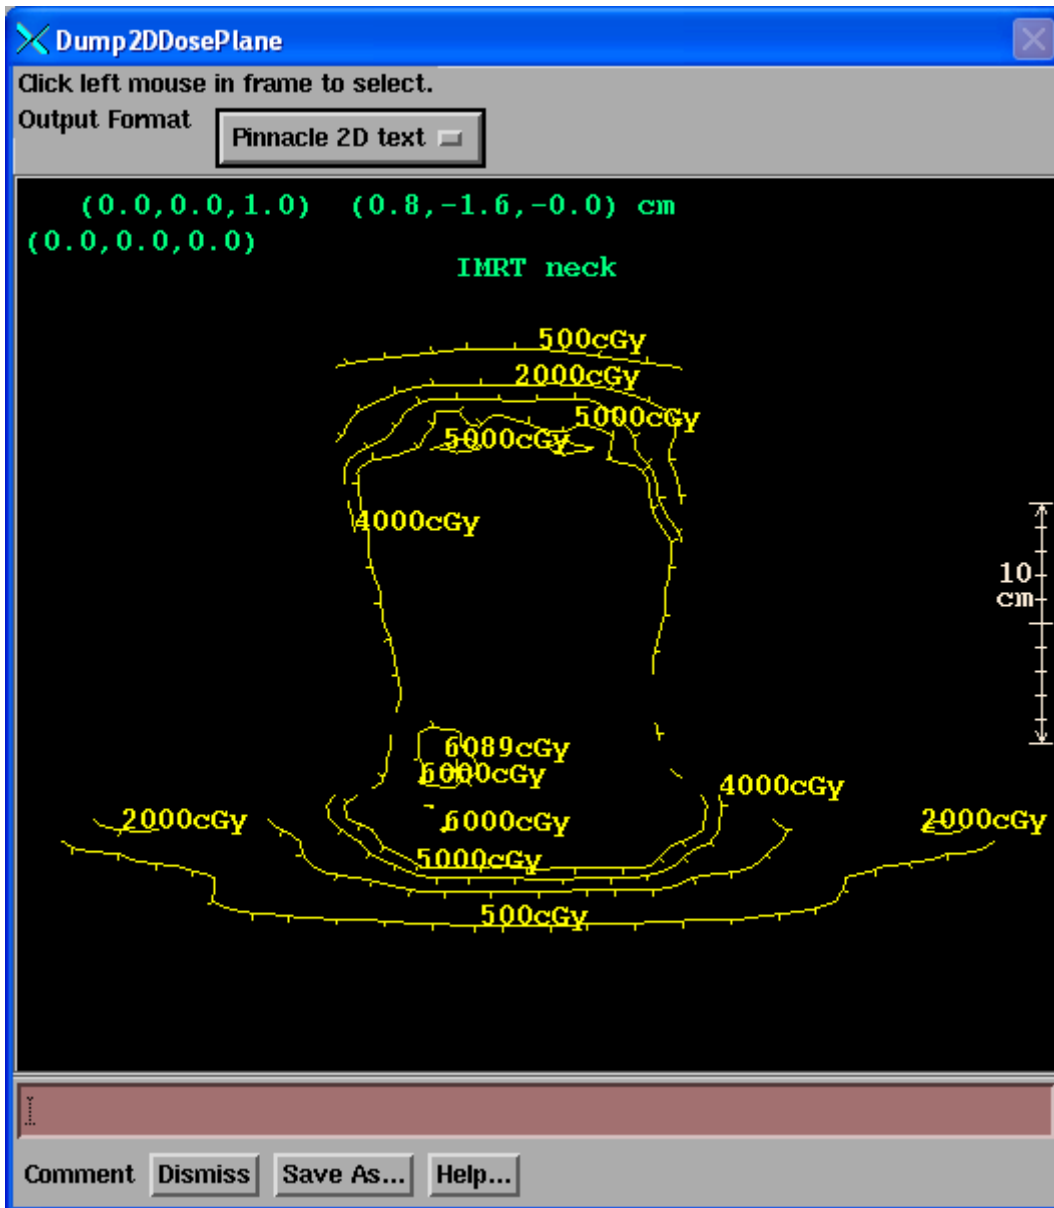 Dump2DDosePlane
Click left mouse in frame to select.
Output Format Pinnacle 2D text
(0.0,0.0,1.0) (0.8,-1.6,-0.0) cm
(0.0,0.0,0.0)
IMRT neck
500cGy
2000cGy
5000cGy
5000cGy
4000cGy
10
cm
6089cGy
6000cGy
4000cGy
2000cGy 6000cGy 2000cGy
5000cGy
500cGy
Comment Dismiss Save As... Help...